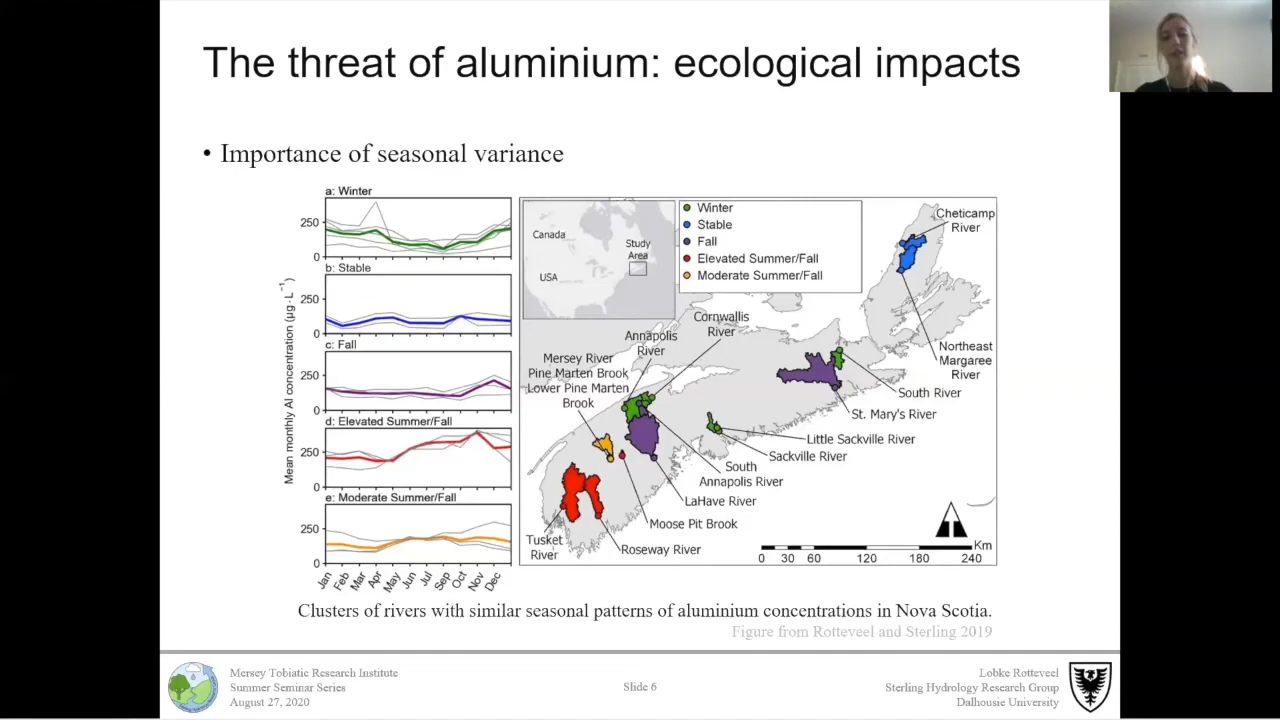 The threat of aluminium: ecological impacts
• Importance of seasonal variance
Mean monthly Al concentration (µg·L⁻¹)
a: Winter
250
0
b: Stable
250
0
c: Fall
250
0
d: Elevated Summer/Fall
250
0
e: Moderate Summer/Fall
250
0
Jan
Feb
Mar
Apr
May
Jun
Jul
Sep
Oct
Nov
Dec
Canada
USA
Study
Area
Winter
Stable
Fall
Elevated Summer/Fall
Moderate Summer/Fall
Cheticamp
River
Cornwallis
River
Annapolis
River
Mersey River
Pine Marten Brook
Lower Pine Marten
Brook
Northeast
Margaree
River
South River
St. Mary's River
Little Sackville River
Sackville River
South
Annapolis River
LaHave River
Moose Pit Brook
Tusket
River
Roseway River
Km
0 30 60 120 180 240
Clusters of rivers with similar seasonal patterns of aluminium concentrations in Nova Scotia.
Figure from Rotteveel and Sterling 2019
Mersey Tobiatic Research Institute
Summer Seminar Series
August 27, 2020
Slide 6
Lobke Rotteveel
Sterling Hydrology Research Group
Dalhousie University